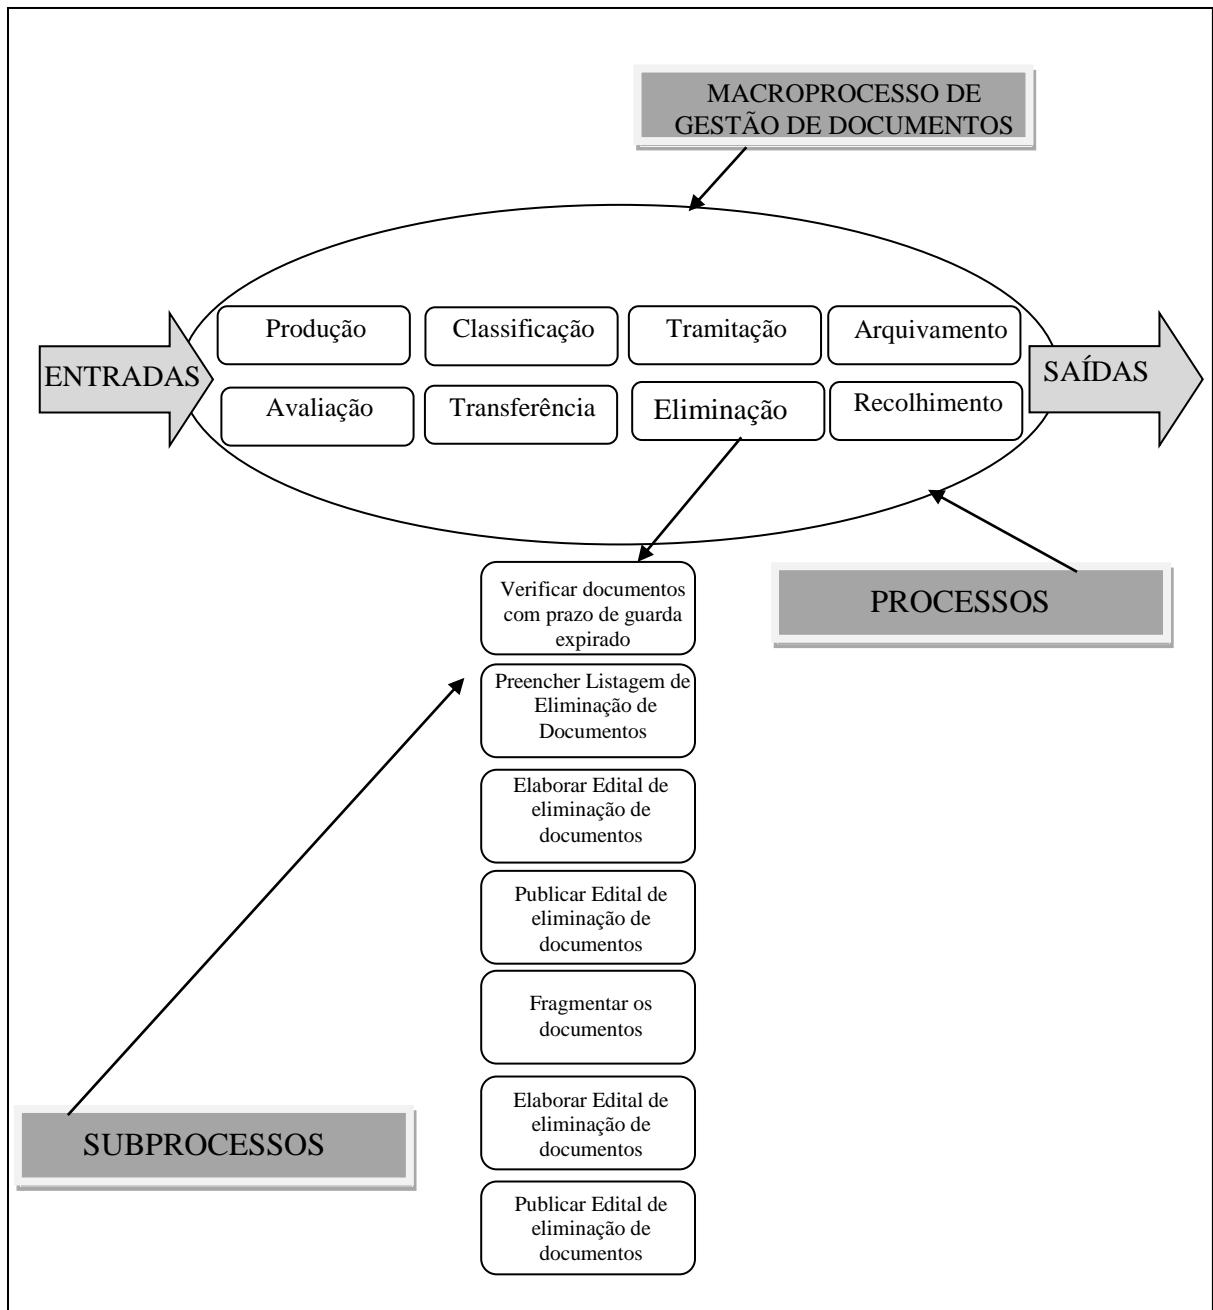 MACROPROCESSO DE
GESTÃO DE DOCUMENTOS
Produção
Classificação
Tramitação
Arquivamento
ENTRADAS
SAÍDAS
Avaliação
Transferência
Eliminação
Recolhimento
Verificar documentos
com prazo de guarda
expirado
PROCESSOS
Preencher Listagem de
Eliminação de
Documentos
Elaborar Edital de
eliminação de
documentos
Publicar Edital de
eliminação de
documentos
Fragmentar os
documentos
Elaborar Edital de
eliminação de
documentos
SUBPROCESSOS
Publicar Edital de
eliminação de
documentos